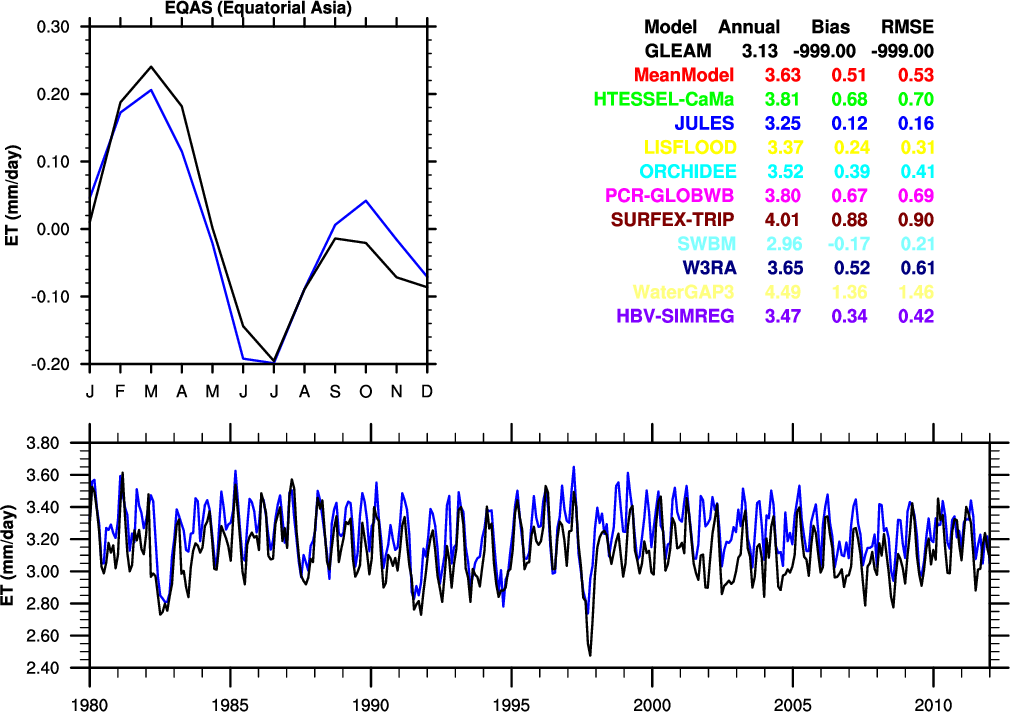 EQAS (Equatorial Asia)
0.30
0.20
0.10
0.00
-0.10
-0.20
ET (mm/day)
J F M A M J J A S O N D
Model Annual Bias RMSE
GLEAM 3.13 -999.00 -999.00
MeanModel 3.63 0.51 0.53
HTESSEL-CaMa 3.81 0.68 0.70
JULES 3.25 0.12 0.16
LISFLOOD 3.37 0.24 0.31
ORCHIDEE 3.52 0.39 0.41
PCR-GLOBWB 3.80 0.67 0.69
SURFEX-TRIP 4.01 0.88 0.90
SWBM 2.96 -0.17 0.21
W3RA 3.65 0.52 0.61
WaterGAP3 4.49 1.36 1.46
HBV-SIMREG 3.47 0.34 0.42
3.80
3.60
3.40
3.20
3.00
2.80
2.60
2.40
ET (mm/day)
1980 1985 1990 1995 2000 2005 2010